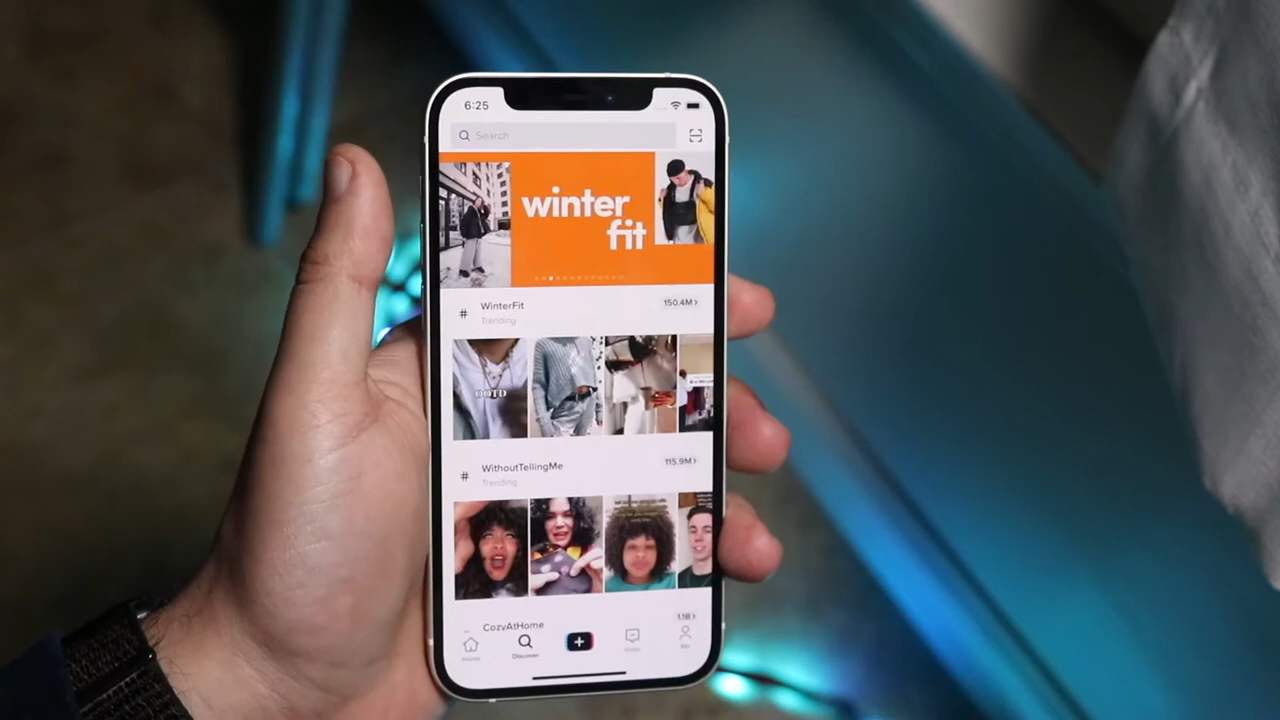 6:25
Search
winter
fit
# WinterFit 150.4M >
Trending
OOTD
# WithoutTellingMe 115.9M >
Trending
CozyAtHome 1.1B >
Home Discover Inbox Me